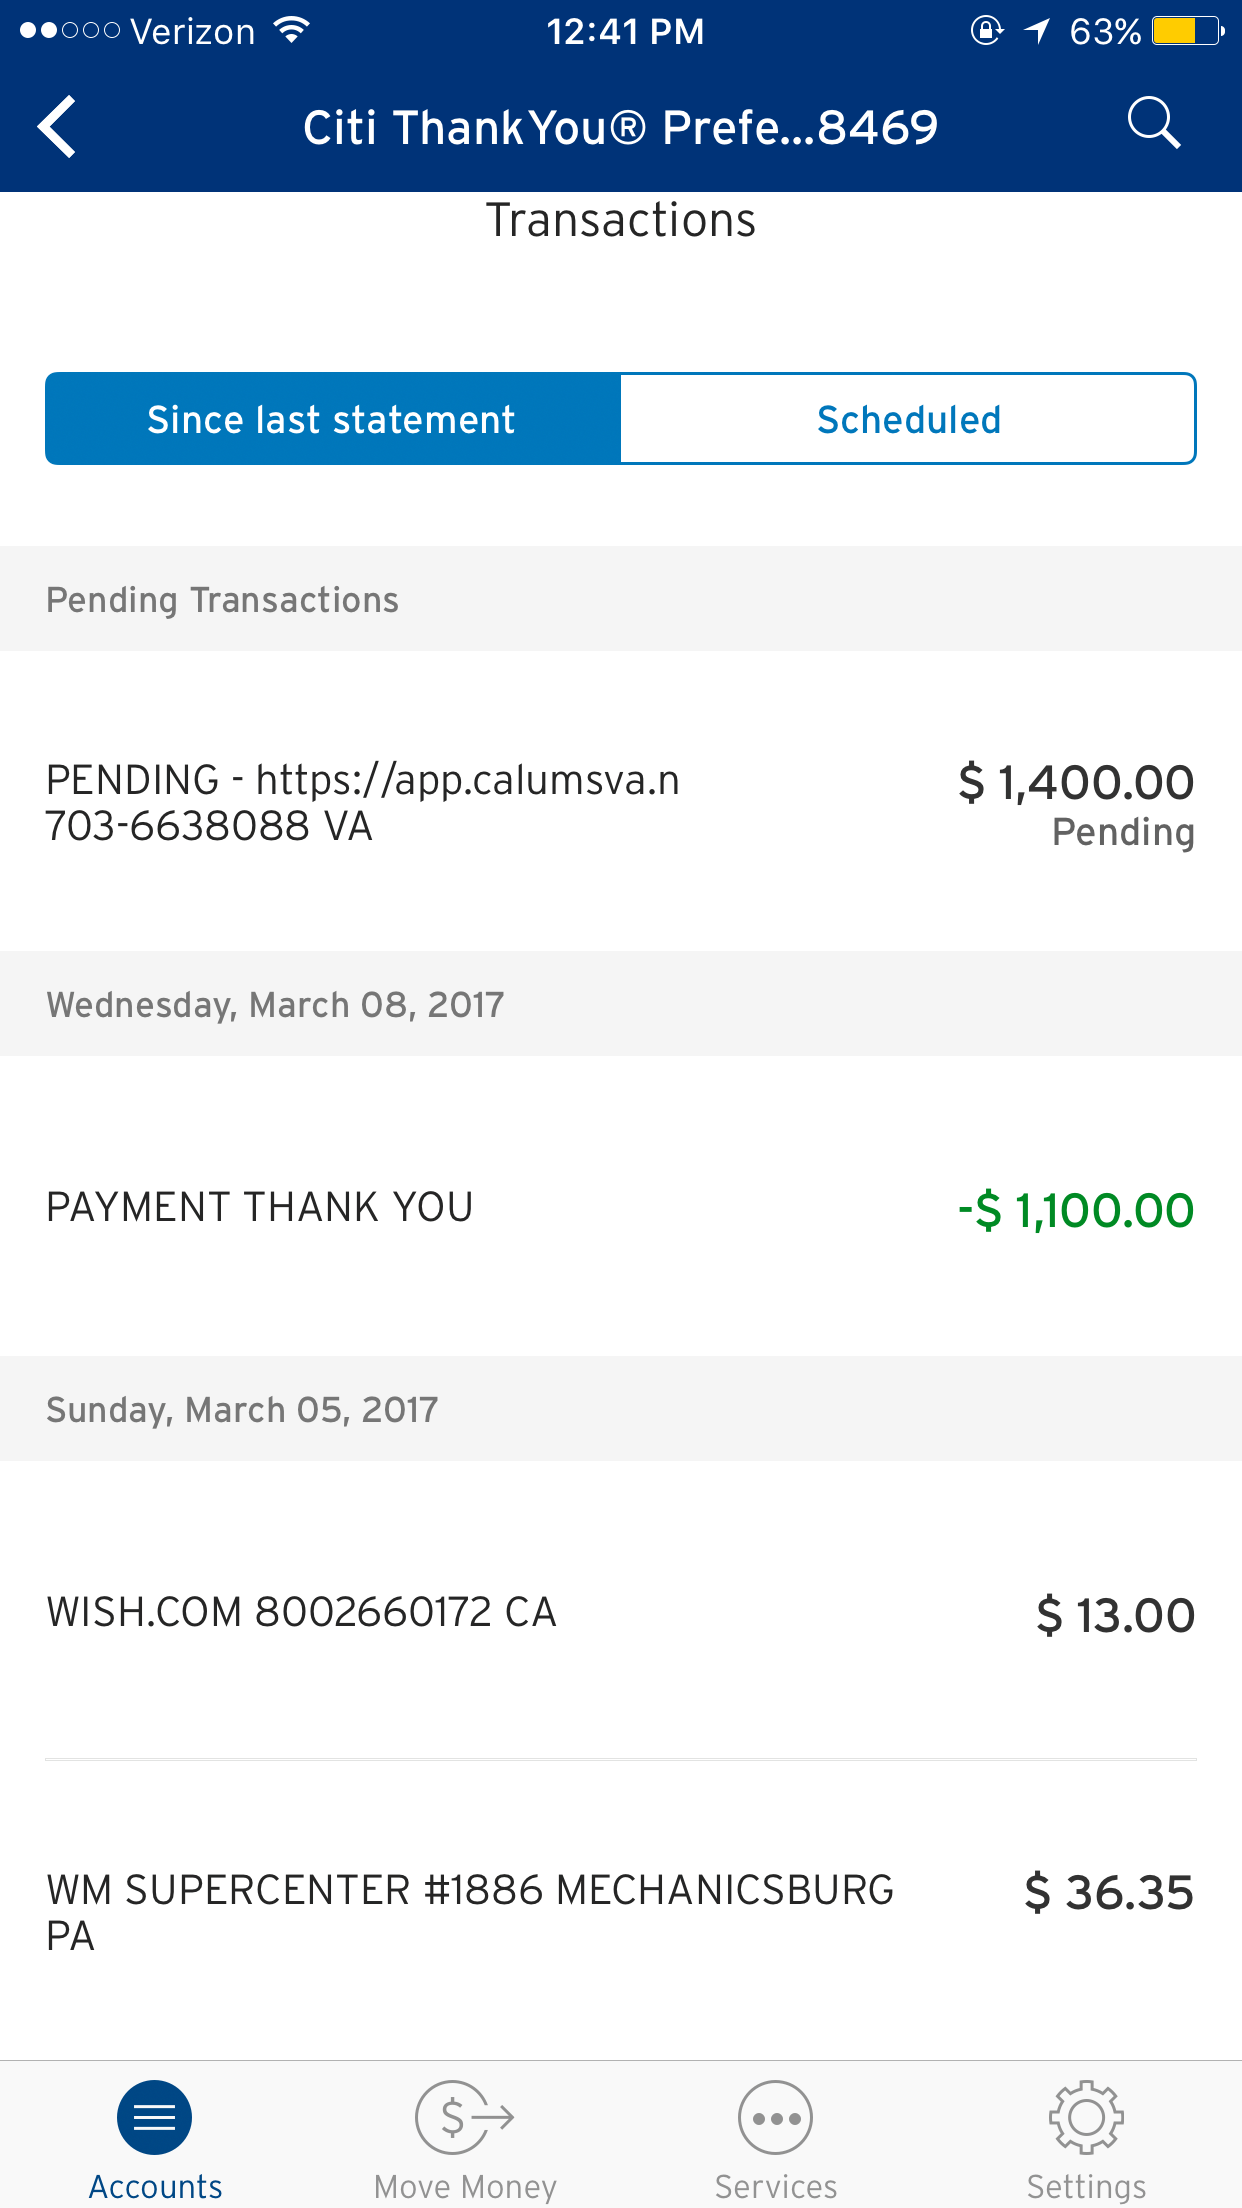 Verizon 12:41 PM 63%
Citi ThankYou® Prefe...8469
Transactions
Since last statement Scheduled
Pending Transactions
PENDING - https://app.calumsva.n $ 1,400.00
703-6638088 VA Pending
Wednesday, March 08, 2017
PAYMENT THANK YOU -$ 1,100.00
Sunday, March 05, 2017
WISH.COM 8002660172 CA $ 13.00
WM SUPERCENTER #1886 MECHANICSBURG $ 36.35
PA
Accounts Move Money Services Settings